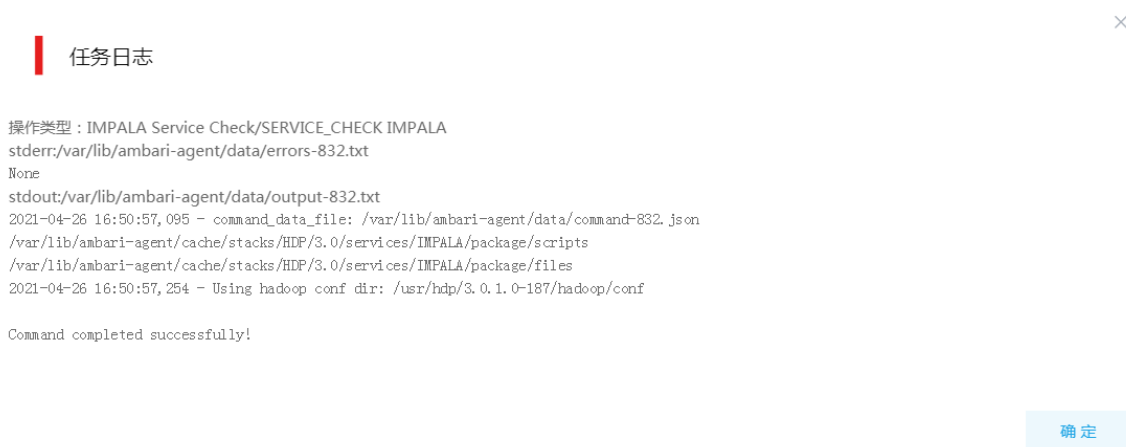 任务日志
操作类型：IMPALA Service Check/SERVICE_CHECK IMPALA
stderr:/var/lib/ambari-agent/data/errors-832.txt
None
stdout:/var/lib/ambari-agent/data/output-832.txt
2021-04-26 16:50:57,095 - command_data_file: /var/lib/ambari-agent/data/command-832.json
/var/lib/ambari-agent/cache/stacks/HDP/3.0/services/IMPALA/package/scripts
/var/lib/ambari-agent/cache/stacks/HDP/3.0/services/IMPALA/package/files
2021-04-26 16:50:57,254 - Using hadoop conf dir: /usr/hdp/3.0.1.0-187/hadoop/conf
Command completed successfully!
确定